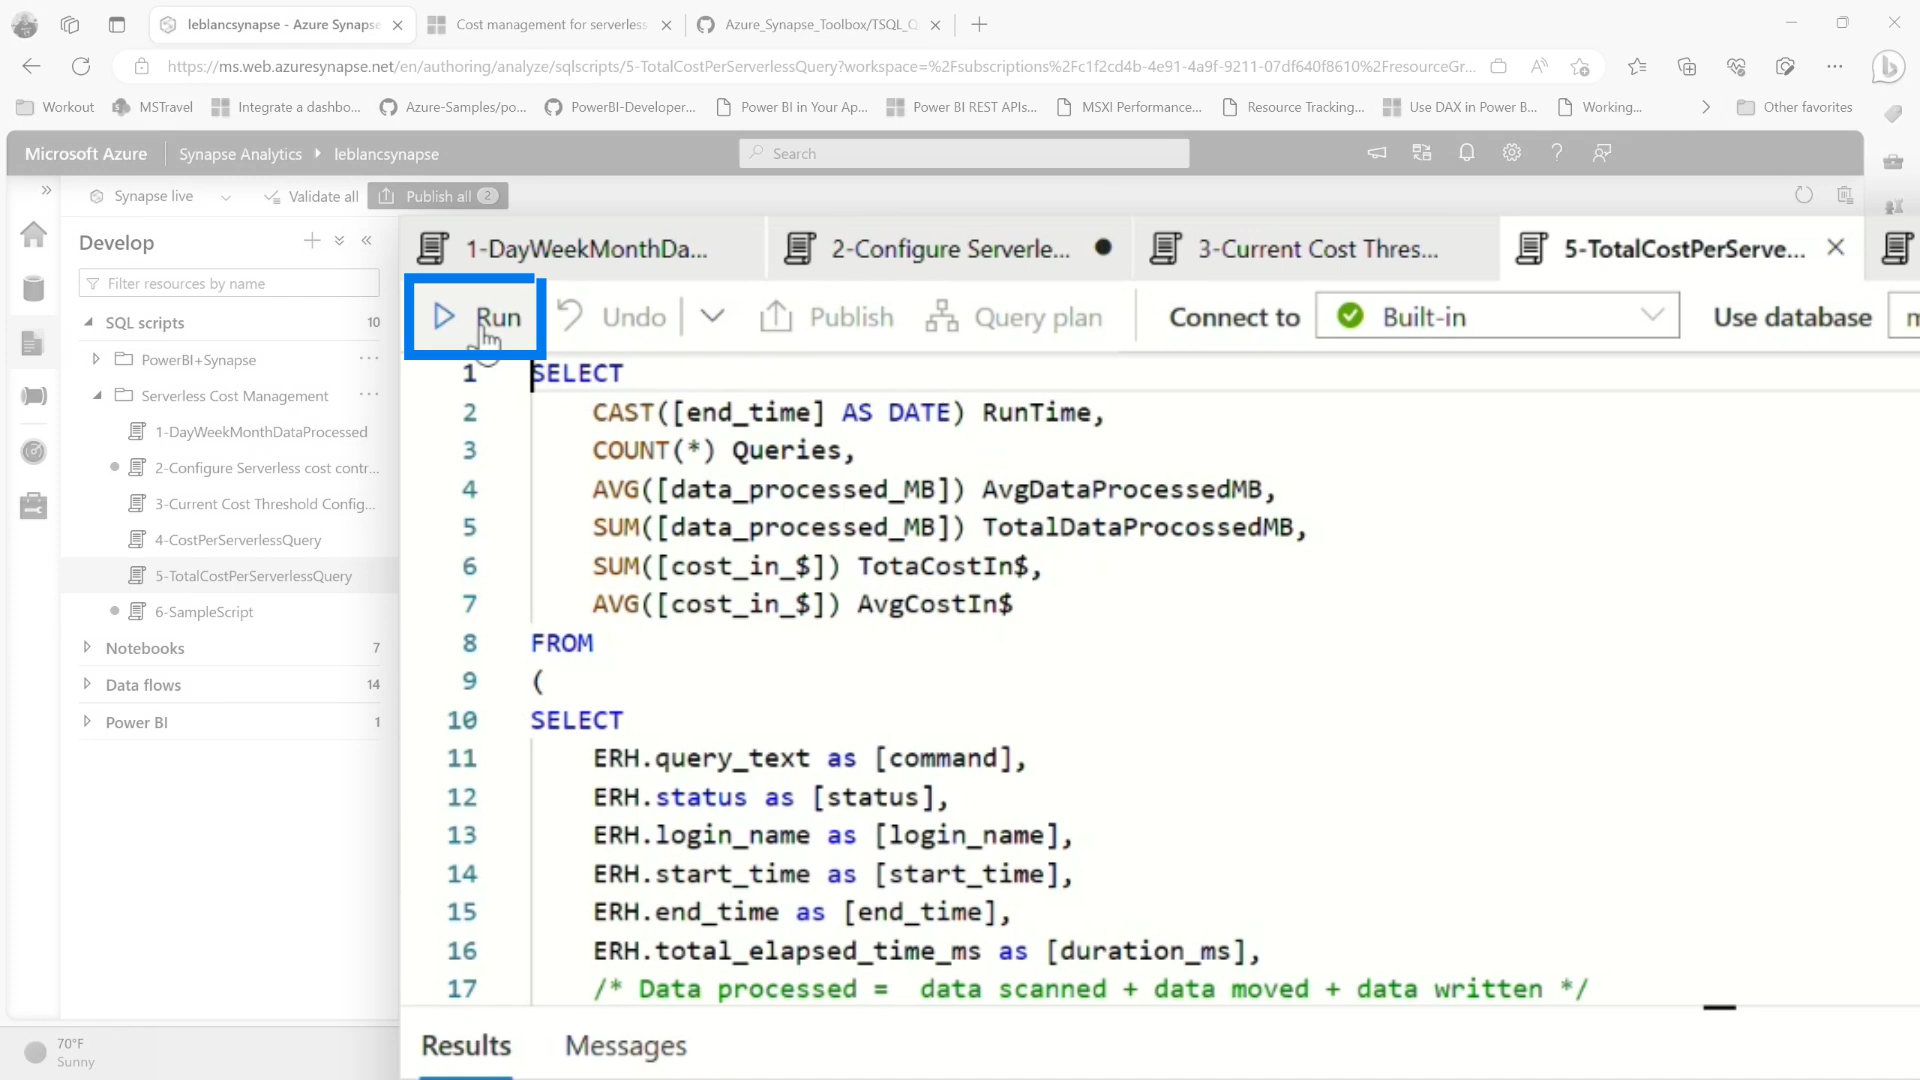 leblancsynapse - Azure Synapse
Cost management for serverless
Azure_Synapse_Toolbox/TSQL_Q
https://ms.web.azuresynapse.net/en/authoring/analyze/sqlscripts/5-TotalCostPerServerlessQuery?workspace=%2Fsubscriptions%2Fc1f2cd4b-4e91-4a9f-9211-07df640f8610%2FresourceGr...
Workout
MSTravel
Integrate a dashbo...
Azure-Samples/po...
PowerBI-Developer...
Power BI in Your Ap...
Power BI REST APIs...
MSXI Performance...
Resource Tracking...
Use DAX in Power B...
Working...
Other favorites
Microsoft Azure
Synapse Analytics
leblancsynapse
Search
Synapse live
Validate all
Publish all 2
Develop
Filter resources by name
SQL scripts 10
PowerBI+Synapse
Serverless Cost Management
1-DayWeekMonthDataProcessed
2-Configure Serverless cost contr...
3-Current Cost Threshold Config...
4-CostPerServerlessQuery
5-TotalCostPerServerlessQuery
6-SampleScript
Notebooks 7
Data flows 14
Power BI 1
1-DayWeekMonthDa...
2-Configure Serverle...
3-Current Cost Thres...
5-TotalCostPerServe...
Run
Undo
Publish
Query plan
Connect to
Built-in
Use database
1 SELECT
2 CAST([end_time] AS DATE) RunTime,
3 COUNT(*) Queries,
4 AVG([data_processed_MB]) AvgDataProcessedMB,
5 SUM([data_processed_MB]) TotalDataProcossedMB,
6 SUM([cost_in_$]) TotaCostIn$,
7 AVG([cost_in_$]) AvgCostIn$
8 FROM
9 (
10 SELECT
11 ERH.query_text as [command],
12 ERH.status as [status],
13 ERH.login_name as [login_name],
14 ERH.start_time as [start_time],
15 ERH.end_time as [end_time],
16 ERH.total_elapsed_time_ms as [duration_ms],
17 /* Data processed = data scanned + data moved + data written */
Results
Messages
70°F
Sunny